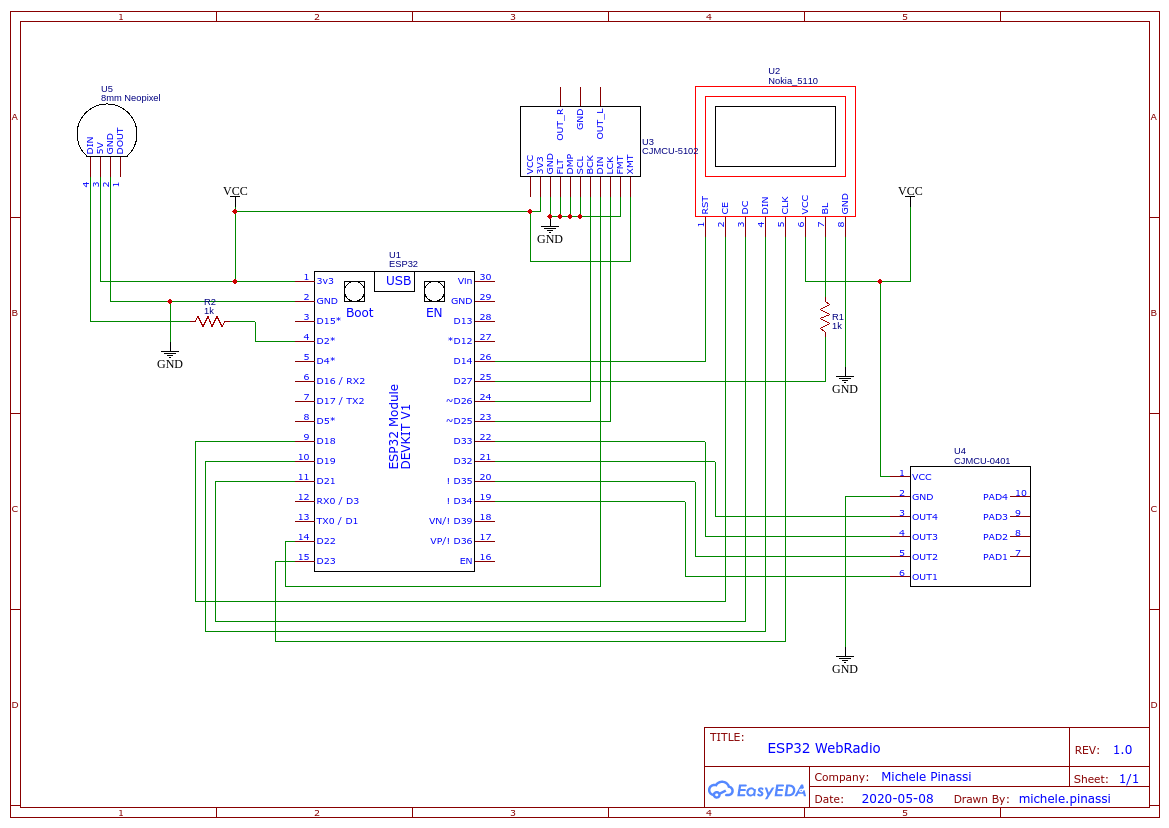 1 2 3 4 5
A B C D
A B C D
1 2 3 4 5
U5
8mm Neopixel
DIN
5V
GND
DOUT
4 3 2 1
VCC
R2
1k
GND
U1
ESP32
USB
Boot
EN
ESP32 Module
DEVKIT V1
1 3v3
2 GND
3 D15*
4 D2*
5 D4*
6 D16 / RX2
7 D17 / TX2
8 D5*
9 D18
10 D19
11 D21
12 RX0 / D3
13 TX0 / D1
14 D22
15 D23
Vin 30
GND 29
D13 28
*D12 27
D14 26
D27 25
~D26 24
~D25 23
D33 22
D32 21
! D35 20
! D34 19
VN/! D39 18
VP/! D36 17
EN 16
OUT_R
GND
OUT_L
U3
CJMCU-5102
VCC
3V3
GND
FLT
DMP
SCL
BCK
DIN
LCK
FMT
XMT
GND
U2
Nokia_5110
RST
CE
DC
DIN
CLK
VCC
BL
GND
1 2 3 4 5 6 7 8
VCC
R1
1k
GND
U4
CJMCU-0401
1 VCC
2 GND
3 OUT4
4 OUT3
5 OUT2
6 OUT1
PAD4 10
PAD3 9
PAD2 8
PAD1 7
GND
TITLE:
ESP32 WebRadio
REV: 1.0
EasyEDA
Company: Michele Pinassi
Sheet: 1/1
Date: 2020-05-08 Drawn By: michele.pinassi